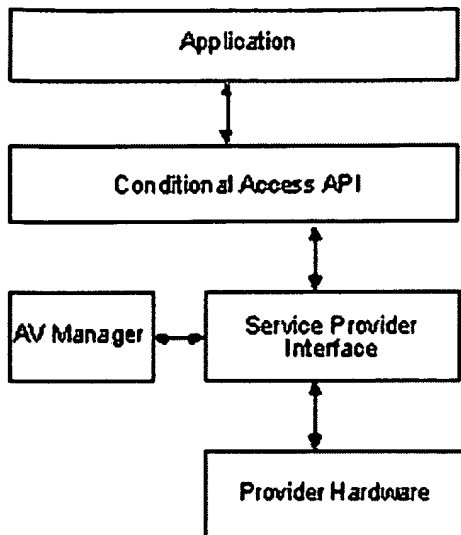 Application
Conditional Access API
AV Manager
Service Provider
Interface
Provider Hardware